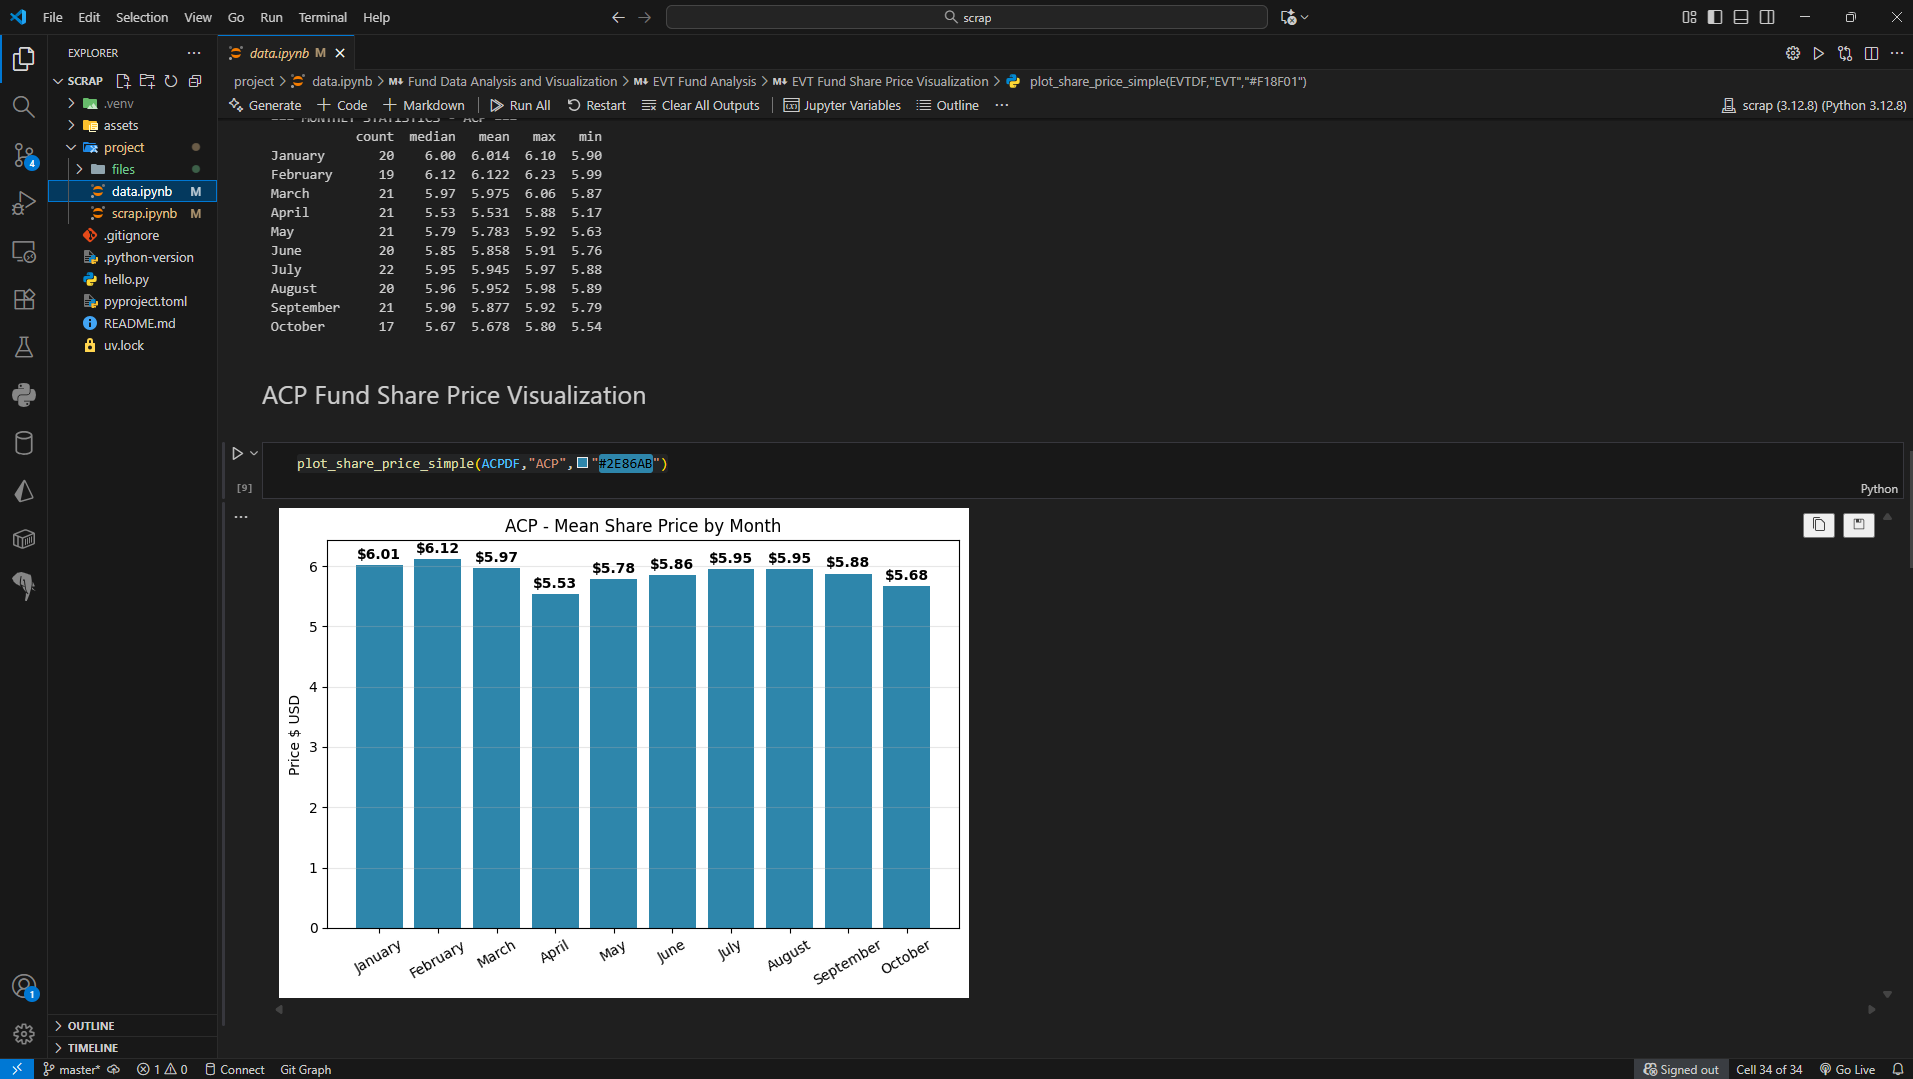 File Edit Selection View Go Run Terminal Help
scrap
EXPLORER
SCRAP
.venv
assets
project
files
data.ipynb M
scrap.ipynb M
.gitignore
.python-version
hello.py
pyproject.toml
README.md
uv.lock
OUTLINE
TIMELINE
4
1
data.ipynb M
project > data.ipynb > M↓ Fund Data Analysis and Visualization > M↓ EVT Fund Analysis > M↓ EVT Fund Share Price Visualization > plot_share_price_simple(EVTDF,"EVT","#F18F01")
Generate + Code + Markdown | Run All Restart Clear All Outputs | Jupyter Variables Outline ...
scrap (3.12.8) (Python 3.12.8)
=== MONTHLY STATISTICS - ACP ===
count median mean max min
January 20 6.00 6.014 6.10 5.90
February 19 6.12 6.122 6.23 5.99
March 21 5.97 5.975 6.06 5.87
April 21 5.53 5.531 5.88 5.17
May 21 5.79 5.783 5.92 5.63
June 20 5.85 5.858 5.91 5.76
July 22 5.95 5.945 5.97 5.88
August 20 5.96 5.952 5.98 5.89
September 21 5.90 5.877 5.92 5.79
October 17 5.67 5.678 5.80 5.54
ACP Fund Share Price Visualization
plot_share_price_simple(ACPDF,"ACP","#2E86AB")
[9]
Python
ACP - Mean Share Price by Month
$6.01 $6.12 $5.97 $5.53 $5.78 $5.86 $5.95 $5.95 $5.88 $5.68
6
5
4
3
2
1
0
Price $ USD
January February March April May June July August September October
master* 1 0 Connect Git Graph
Signed out Cell 34 of 34 Go Live